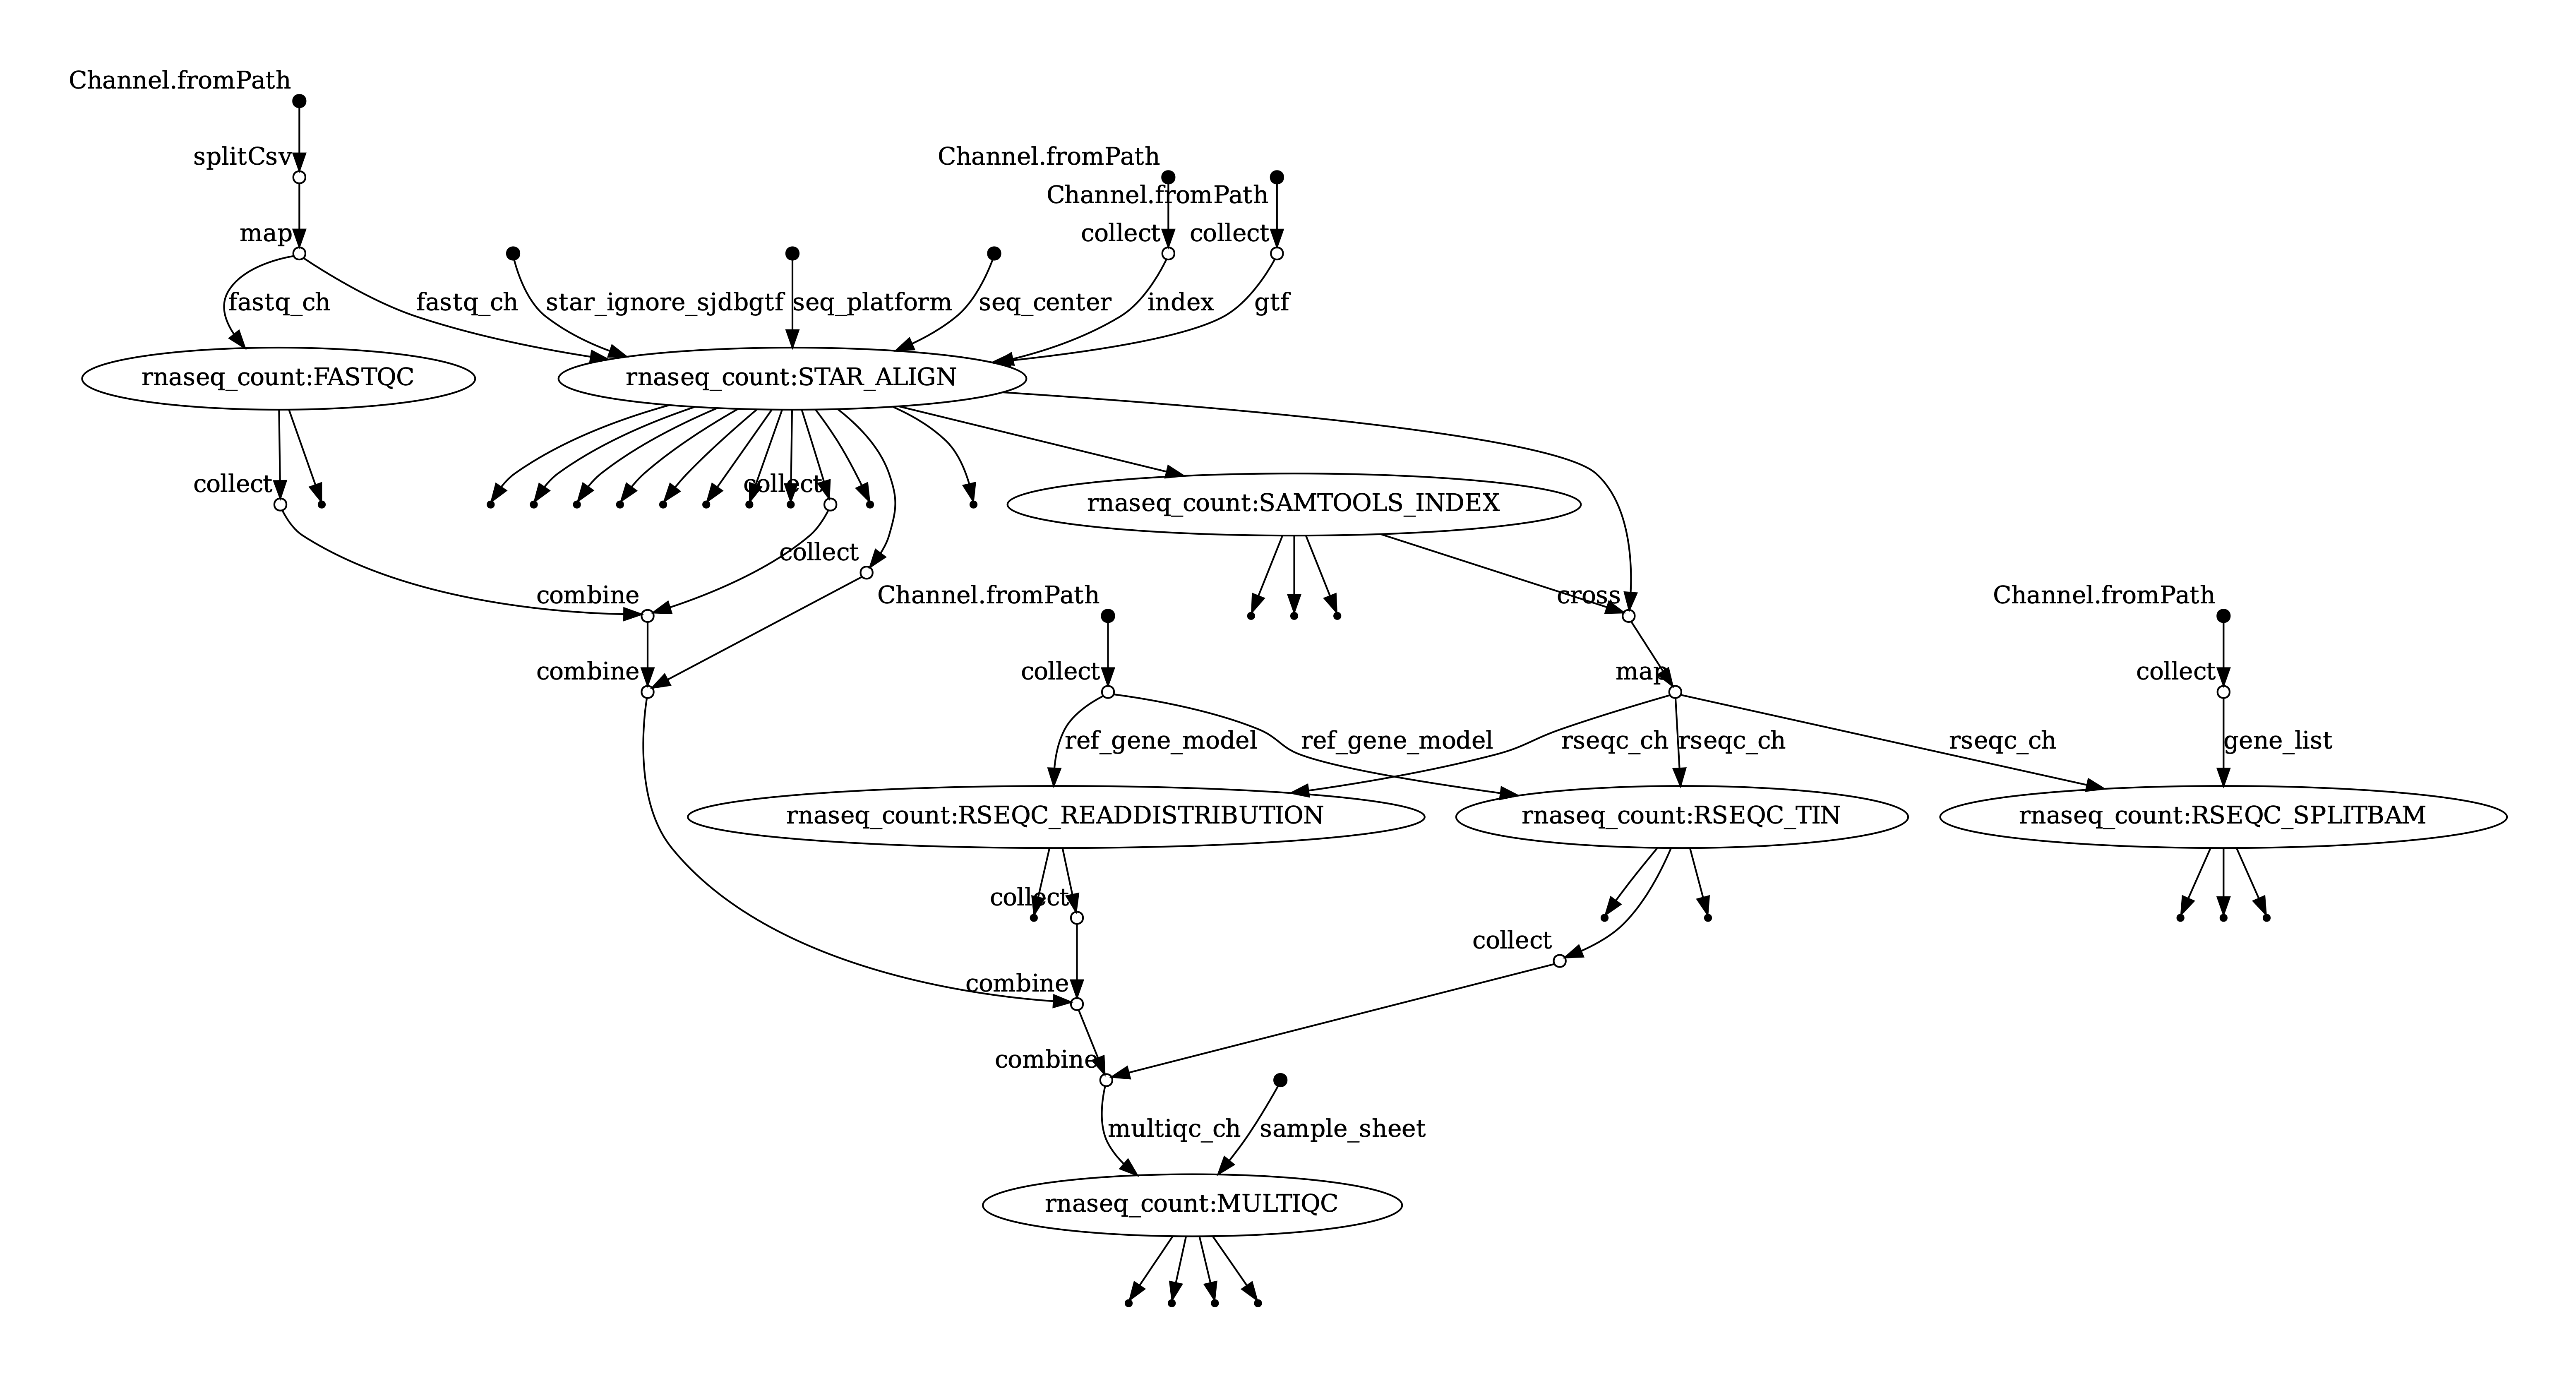 Channel.fromPath
splitCsv
Channel.fromPath
Channel.fromPath
map
collect
collect
fastq_ch
fastq_ch
star_ignore_sjdbgtf
seq_platform
seq_center
index
gtf
rnaseq_count:FASTQC
rnaseq_count:STAR_ALIGN
collect
collect
rnaseq_count:SAMTOOLS_INDEX
collect
combine
Channel.fromPath
cross
Channel.fromPath
combine
collect
map
collect
ref_gene_model
ref_gene_model
rseqc_ch
rseqc_ch
rseqc_ch
gene_list
rnaseq_count:RSEQC_READDISTRIBUTION
rnaseq_count:RSEQC_TIN
rnaseq_count:RSEQC_SPLITBAM
collect
collect
combine
combine
multiqc_ch
sample_sheet
rnaseq_count:MULTIQC